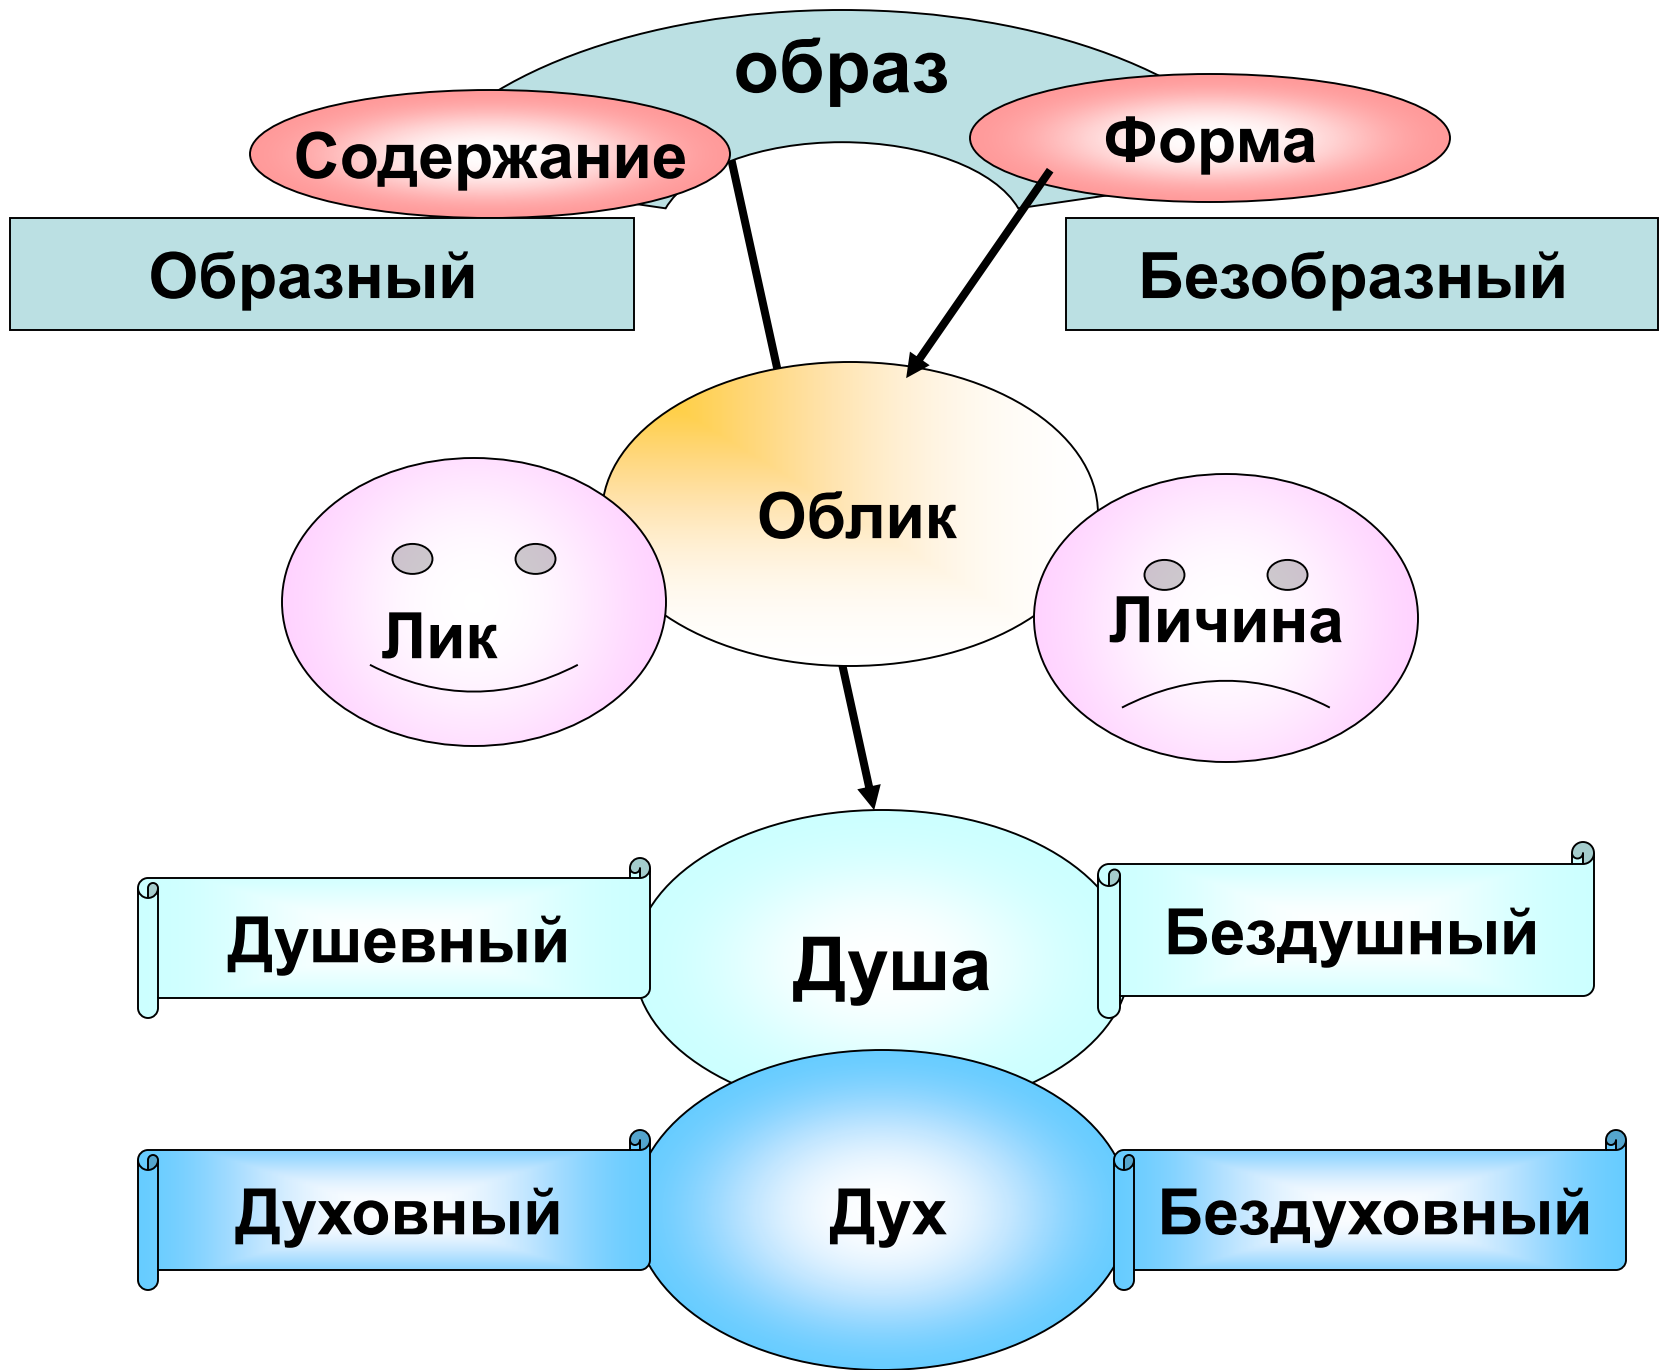 образ
Содержание
Форма
Образный
Безобразный
Облик
Лик
Личина
Душевный
Душа
Бездушный
Духовный
Дух
Бездуховный